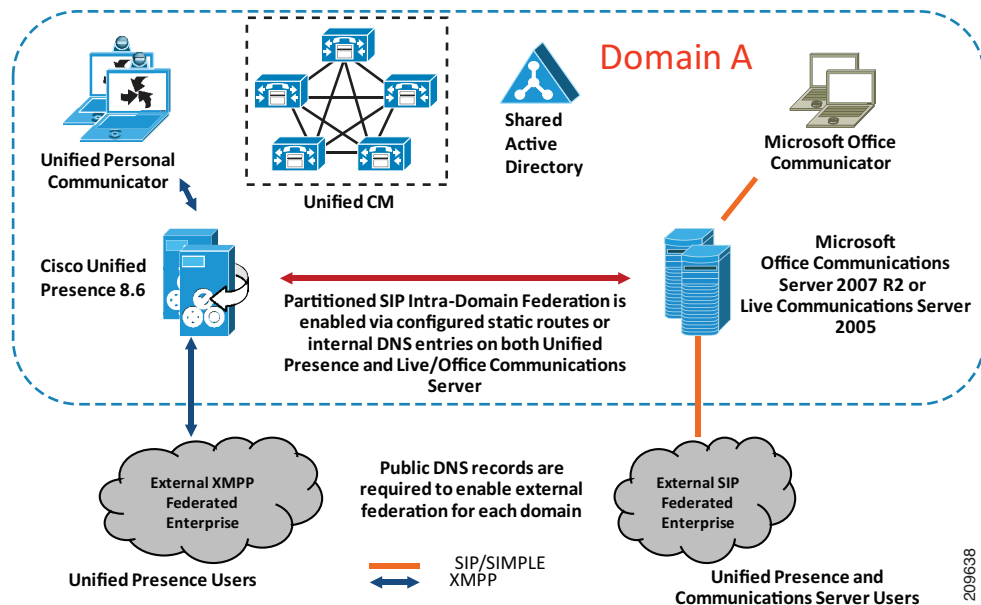 Domain A
Unified Personal
Communicator
Unified CM
Shared
Active
Directory
Microsoft Office
Communicator
Cisco Unified
Presence 8.6
Partitioned SIP Intra-Domain Federation is
enabled via configured static routes or
internal DNS entries on both Unified
Presence and Live/Office Communications
Server
Microsoft
Office Communications
Server 2007 R2 or
Live Communications Server
2005
External XMPP
Federated
Enterprise
Public DNS records are
required to enable external
federation for each domain
External SIP
Federated
Enterprise
Unified Presence Users
SIP/SIMPLE
XMPP
Unified Presence and
Communications Server Users
209638